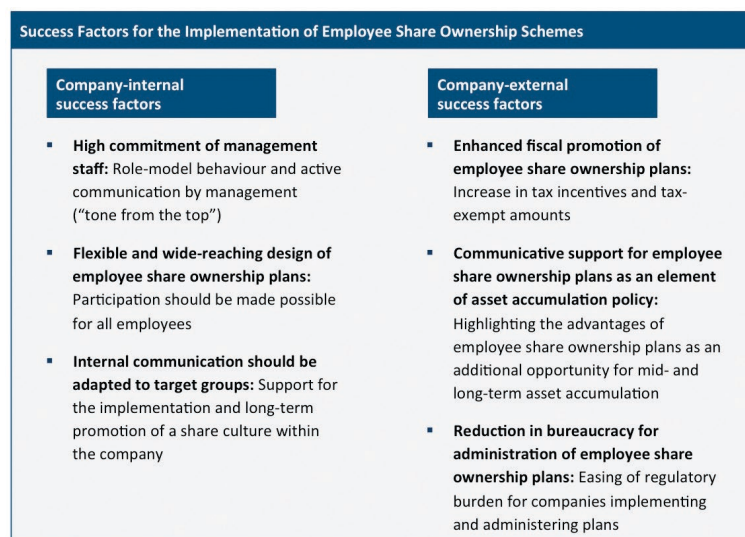 Success Factors for the Implementation of Employee Share Ownership Schemes
Company-internal
success factors
▪ High commitment of management
staff: Role-model behaviour and active
communication by management
(“tone from the top”)
▪ Flexible and wide-reaching design of
employee share ownership plans:
Participation should be made possible
for all employees
▪ Internal communication should be
adapted to target groups: Support for
the implementation and long-term
promotion of a share culture within
the company
Company-external
success factors
▪ Enhanced fiscal promotion of
employee share ownership plans:
Increase in tax incentives and tax-
exempt amounts
▪ Communicative support for employee
share ownership plans as an element
of asset accumulation policy:
Highlighting the advantages of
employee share ownership plans as an
additional opportunity for mid- and
long-term asset accumulation
▪ Reduction in bureaucracy for
administration of employee share
ownership plans: Easing of regulatory
burden for companies implementing
and administering plans